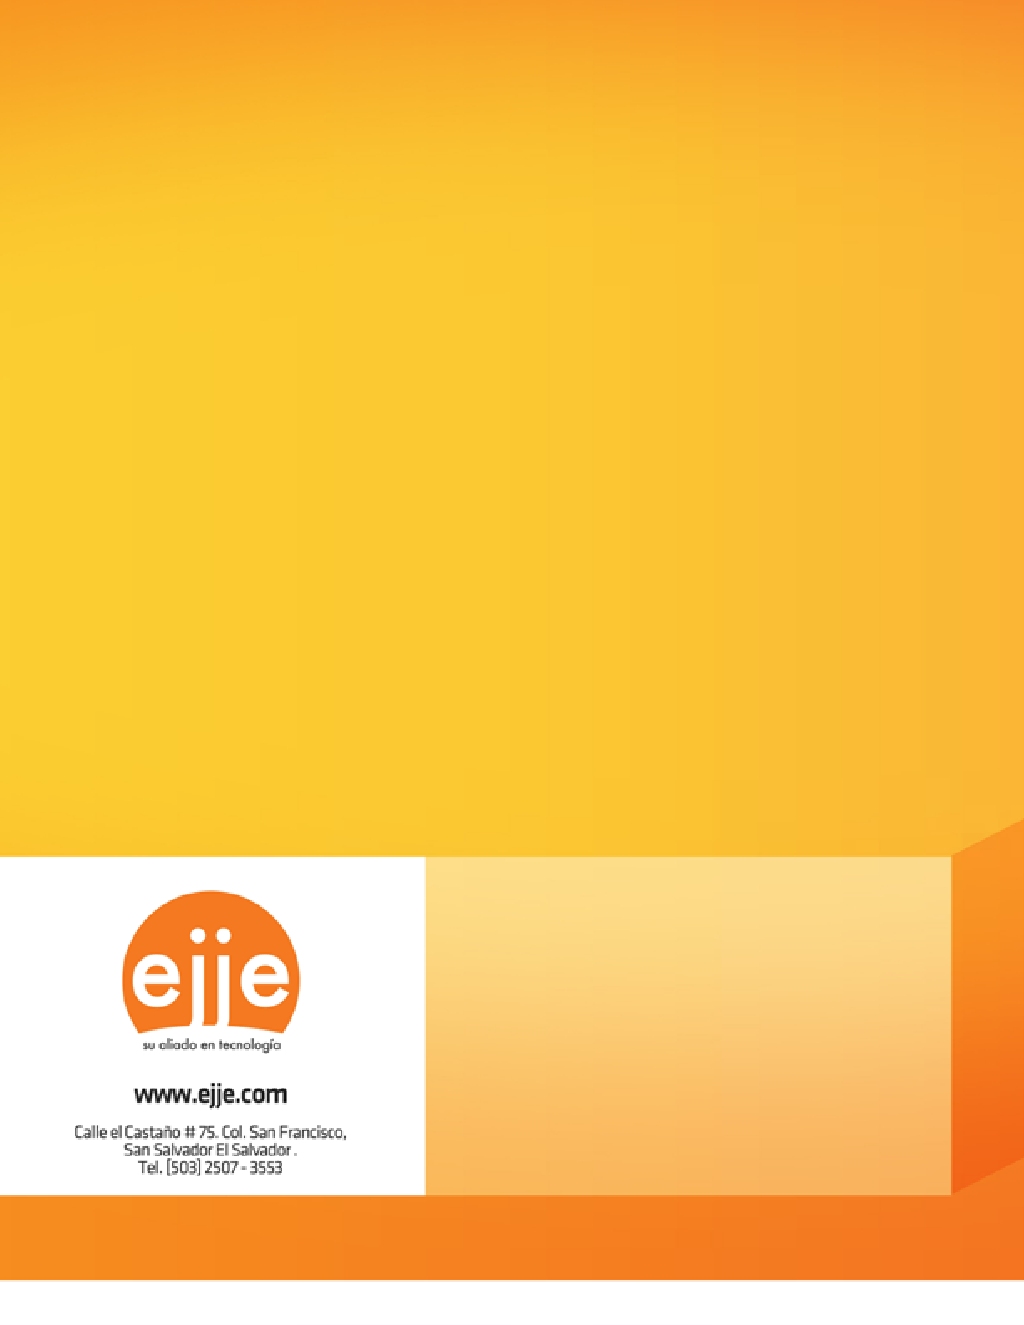 ejje
su aliado en tecnología
www.ejje.com
Calle el Castaño # 75. Col. San Francisco,
San Salvador El Salvador .
Tel. [503] 2507 - 3553